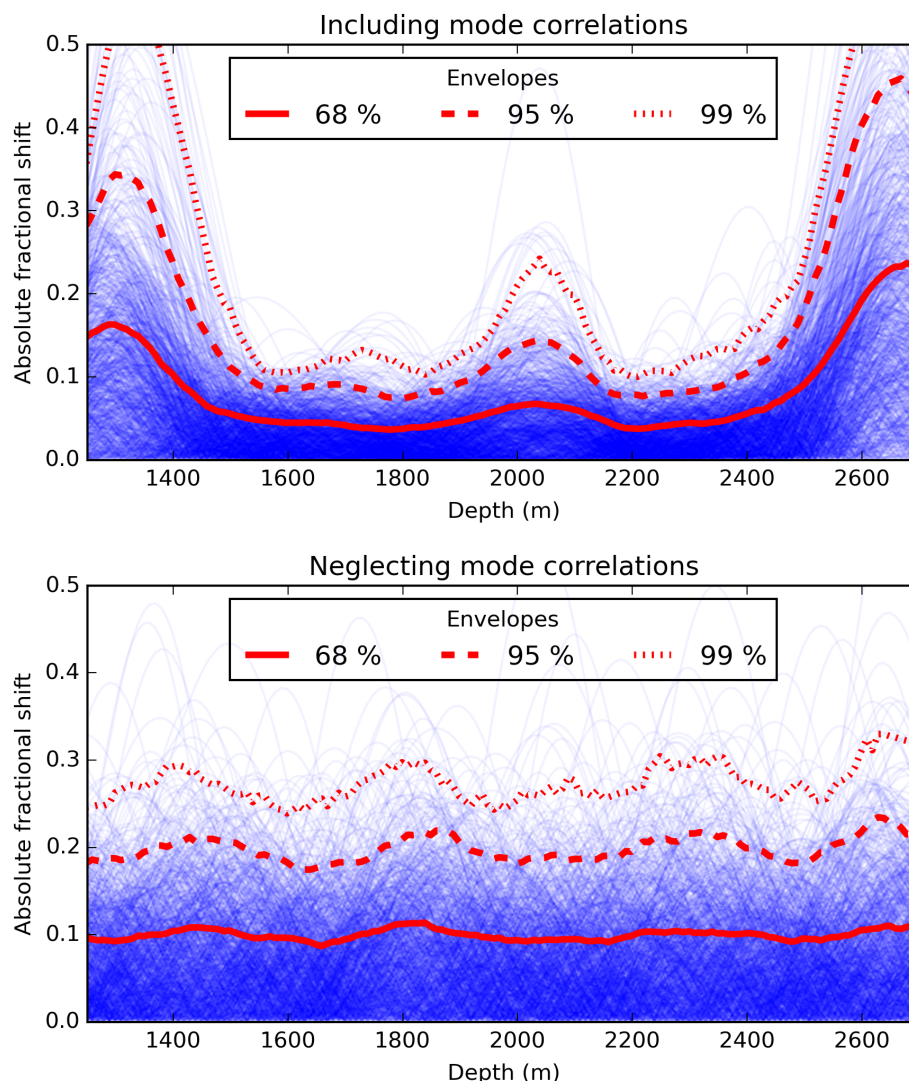 Including mode correlations
0.5
0.4
0.3
0.2
0.1
0.0
Absolute fractional shift
Envelopes
68 % 95 % 99 %
1400 1600 1800 2000 2200 2400 2600
Depth (m)
Neglecting mode correlations
0.5
0.4
0.3
0.2
0.1
0.0
Absolute fractional shift
Envelopes
68 % 95 % 99 %
1400 1600 1800 2000 2200 2400 2600
Depth (m)